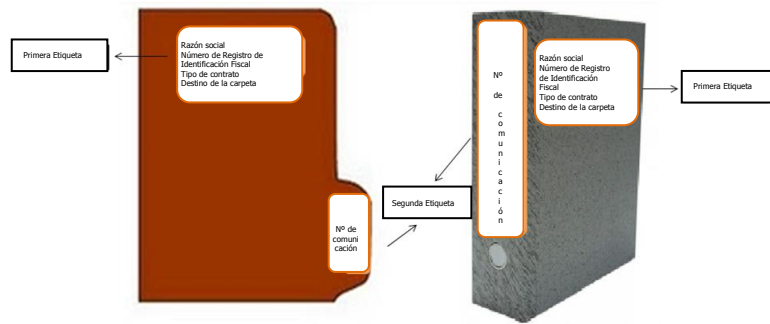 Primera Etiqueta
Razón social
Número de Registro de
Identificación Fiscal
Tipo de contrato
Destino de la carpeta
Nº de
comuni
cación
Segunda Etiqueta
Nº
de
c
o
m
u
n
i
c
a
c
i
ó
n
Razón social
Número de Registro
de Identificación
Fiscal
Tipo de contrato
Destino de la carpeta
Primera Etiqueta